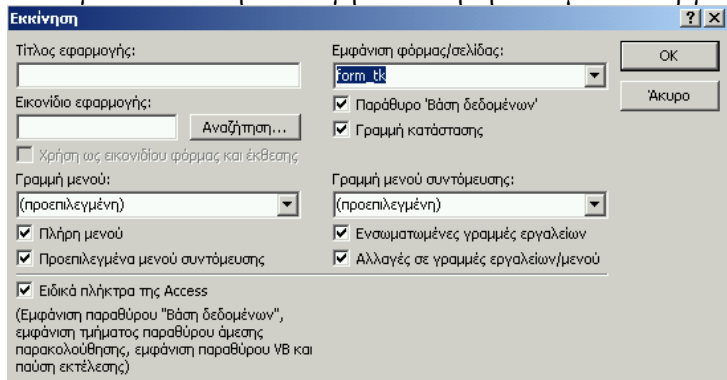 Εκκίνηση
Τίτλος εφαρμογής:
Εμφάνιση φόρμας/σελίδας:
OK
form_tk
Άκυρο
Εικονίδιο εφαρμογής:
Παράθυρο 'Βάση δεδομένων'
Αναζήτηση...
Γραμμή κατάστασης
Χρήση ως εικονιδίου φόρμας και έκθεσης
Γραμμή μενού:
Γραμμή μενού συντόμευσης:
(προεπιλεγμένη)
(προεπιλεγμένη)
Πλήρη μενού
Ενσωματωμένες γραμμές εργαλείων
Προεπιλεγμένα μενού συντόμευσης
Αλλαγές σε γραμμές εργαλείων/μενού
Ειδικά πλήκτρα της Access
(Εμφάνιση παραθύρου "Βάση δεδομένων",
εμφάνιση τμήματος παραθύρου άμεσης
παρακολούθησης, εμφάνιση παραθύρου VB και
παύση εκτέλεσης)